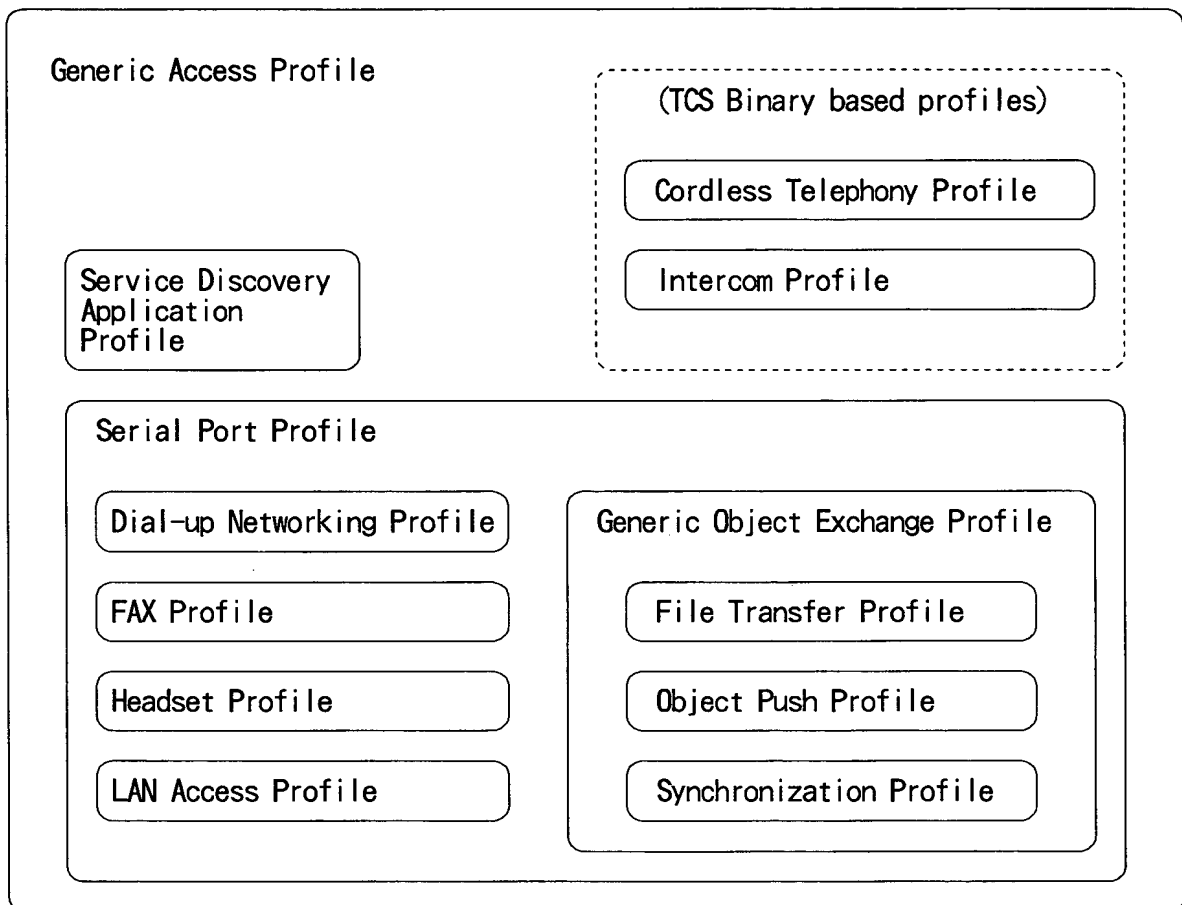 Generic Access Profile
(TCS Binary based profiles)
Cordless Telephony Profile
Intercom Profile
Service Discovery
Application
Profile
Serial Port Profile
Dial-up Networking Profile
FAX Profile
Headset Profile
LAN Access Profile
Generic Object Exchange Profile
File Transfer Profile
Object Push Profile
Synchronization Profile